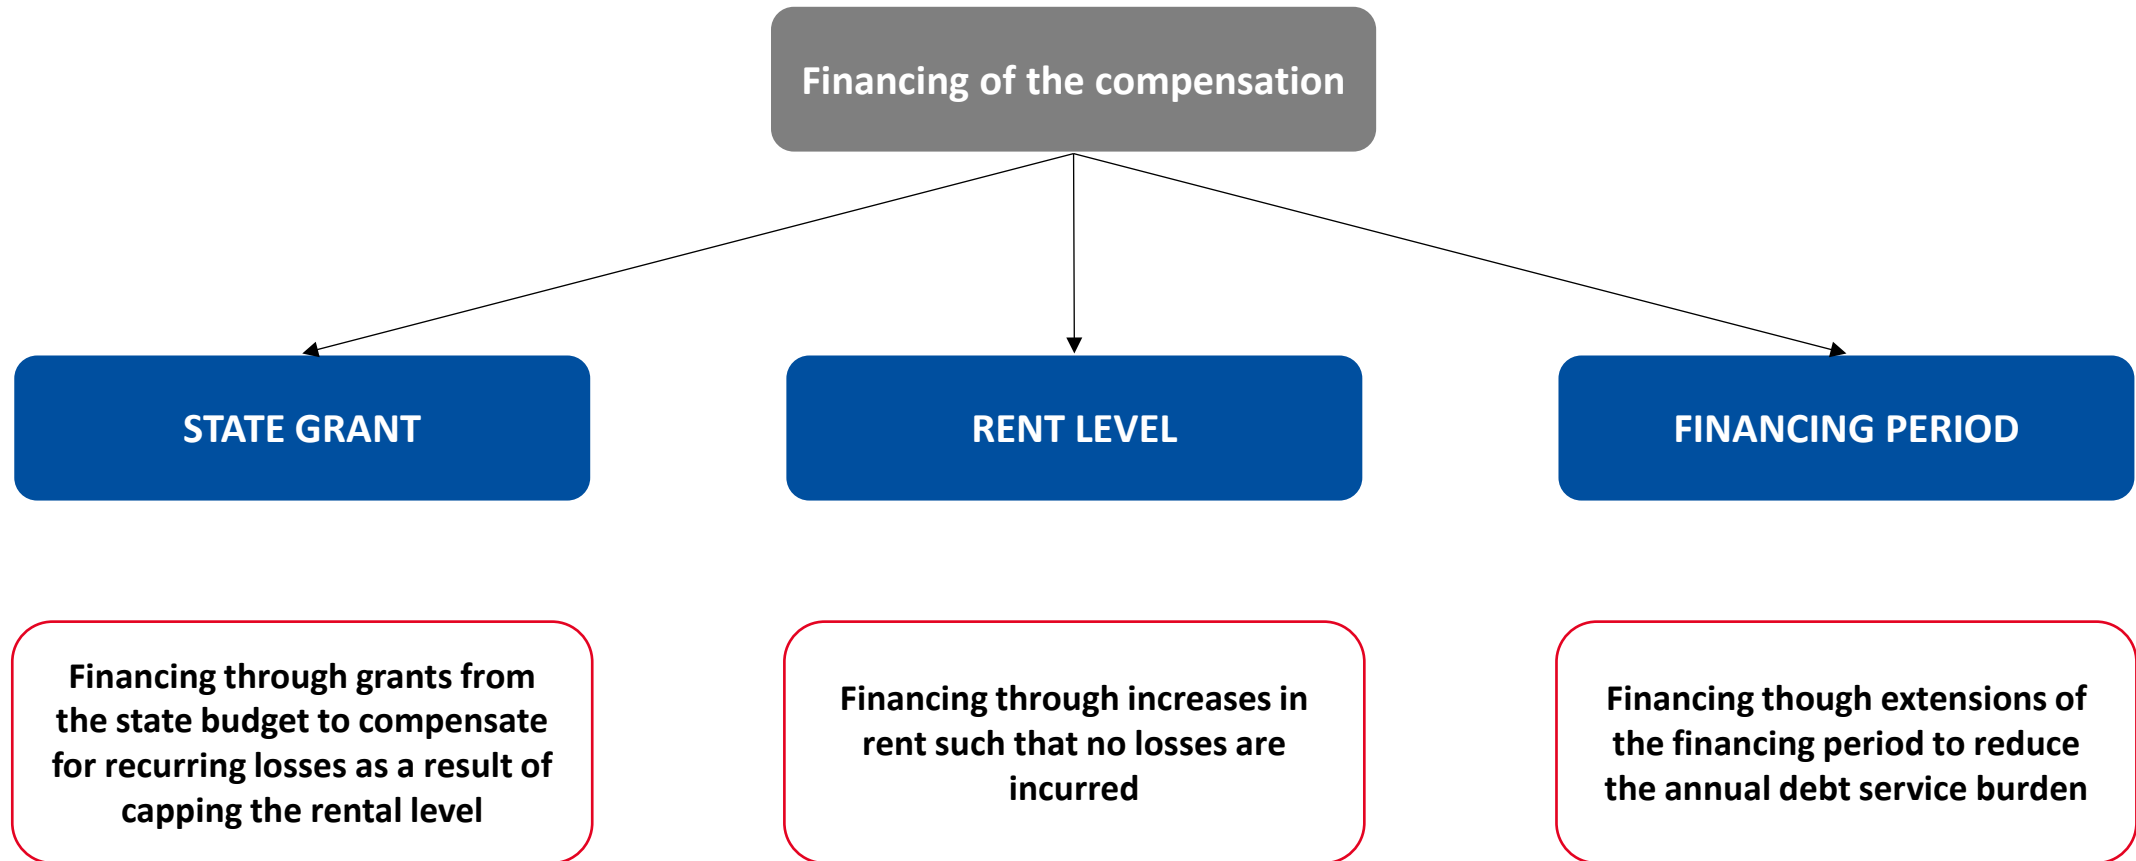 Financing of the compensation
STATE GRANT
RENT LEVEL
FINANCING PERIOD
Financing through grants from
the state budget to compensate
for recurring losses as a result of
capping the rental level
Financing through increases in
rent such that no losses are
incurred
Financing though extensions of
the financing period to reduce
the annual debt service burden